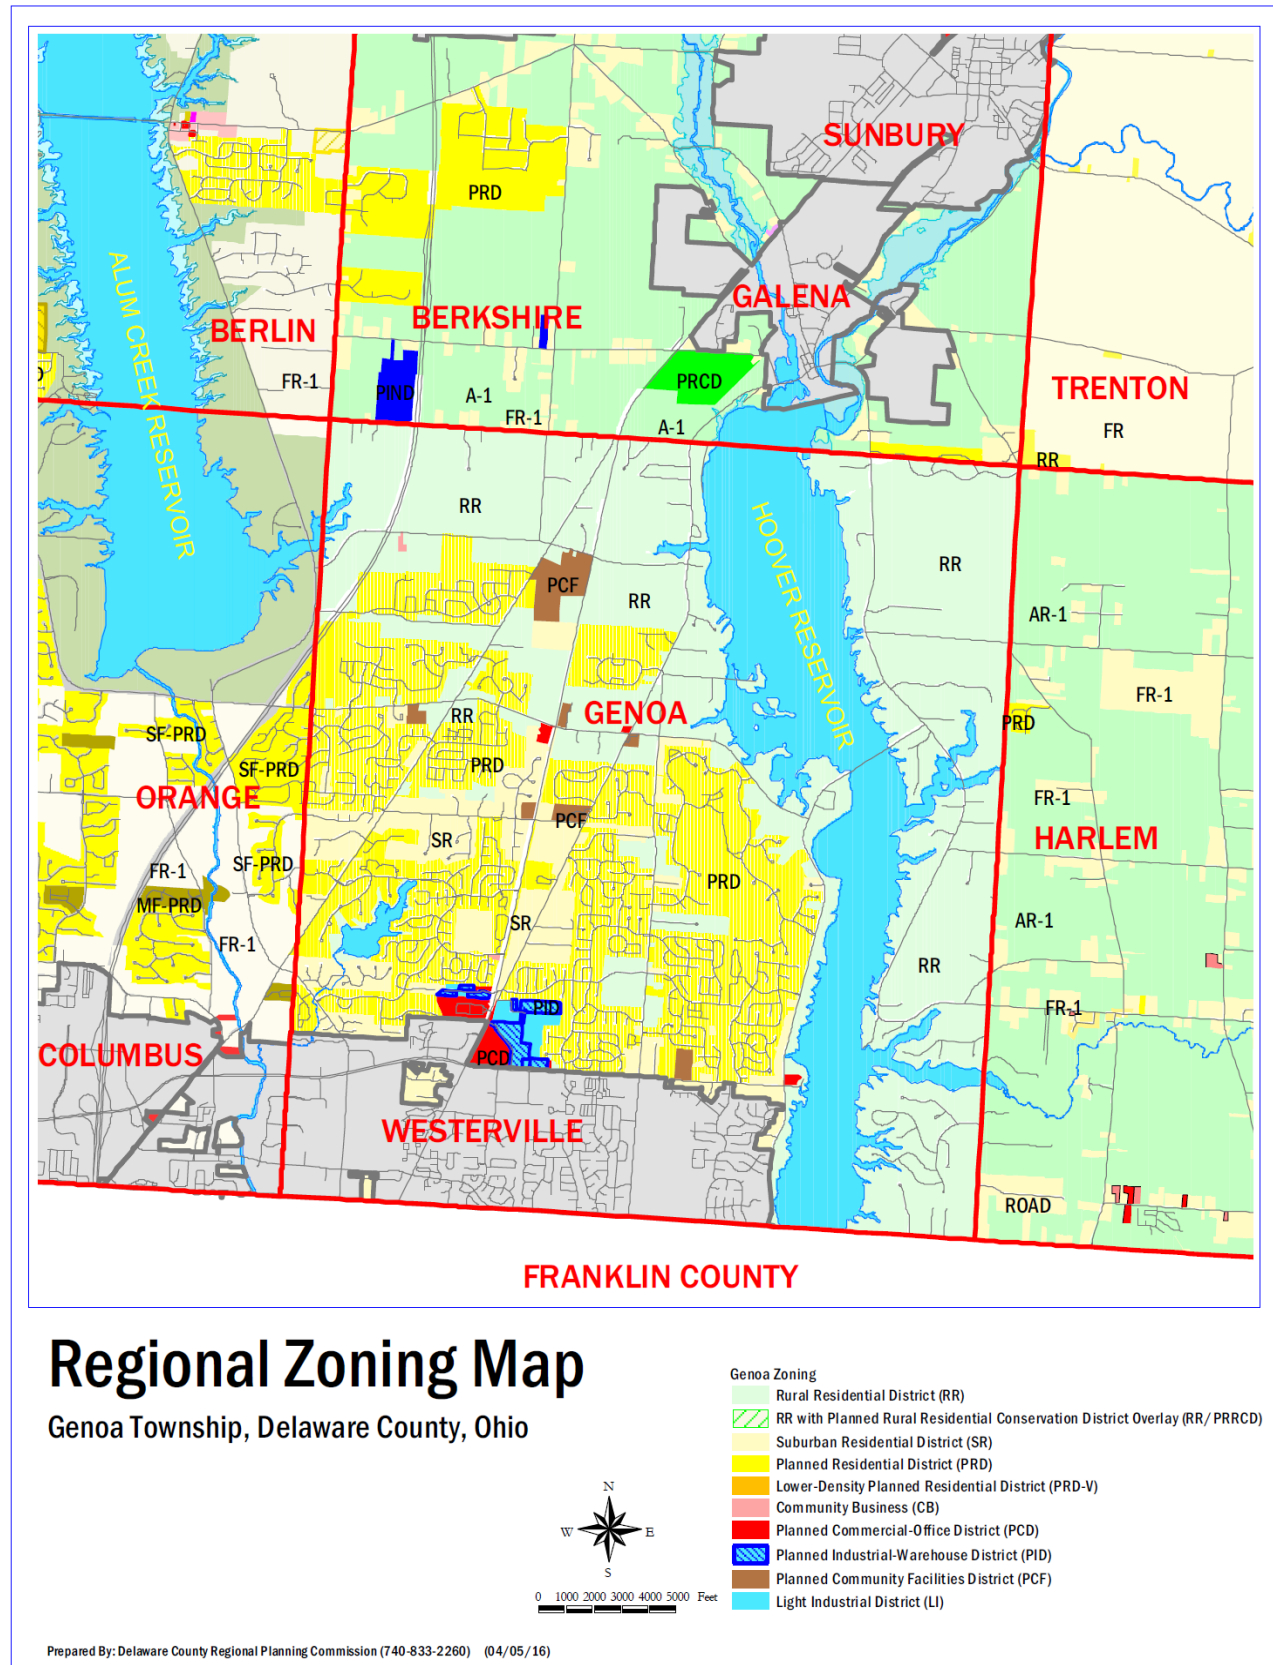 SUNBURY
PRD
ALUM CREEK RESERVOIR
GALENA
BERKSHIRE
BERLIN
FR-1
PIND
A-1
PRCD
TRENTON
FR-1
A-1
FR
RR
RR
HOOVER RESERVOIR
RR
PCF
RR
AR-1
FR-1
GENOA
RR
PRD
SF-PRD
PRD
SF-PRD
ORANGE
FR-1
PCF
HARLEM
SR
SF-PRD
FR-1
PRD
MF-PRD
SR
AR-1
FR-1
RR
PID
FR-1
COLUMBUS
PCD
WESTERVILLE
ROAD
FRANKLIN COUNTY
Regional Zoning Map
Genoa Township, Delaware County, Ohio
Genoa Zoning
Rural Residential District (RR)
RR with Planned Rural Residential Conservation District Overlay (RR/PRRCD)
Suburban Residential District (SR)
Planned Residential District (PRD)
Lower-Density Planned Residential District (PRD-V)
Community Business (CB)
Planned Commercial-Office District (PCD)
Planned Industrial-Warehouse District (PID)
Planned Community Facilities District (PCF)
Light Industrial District (LI)
N
W E
S
0 1000 2000 3000 4000 5000 Feet
Prepared By: Delaware County Regional Planning Commission (740-833-2260) (04/05/16)